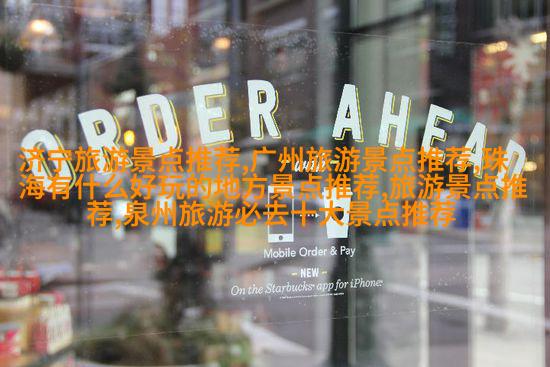 ORDER AHEAD
济宁旅游景点推荐,广州旅游景点推荐,珠
with
海有什么好玩的地方景点推荐,旅游景点推
荐,泉州旅游必去十大景点推荐
Mobile Order & Pay
– NEW –
On the Starbucks® app for iPhone®